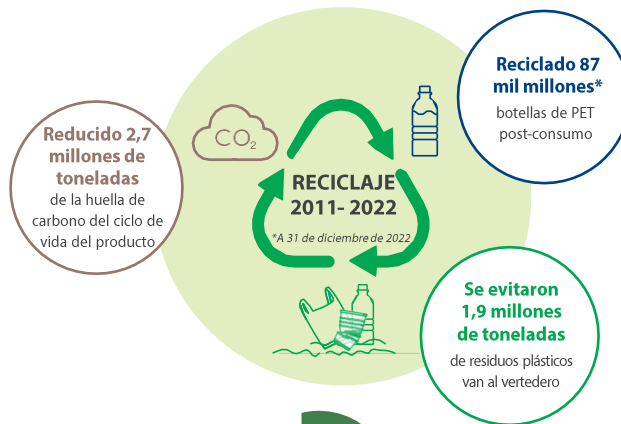 Reciclado 87
mil millones*
botellas de PET
post-consumo
Reducido 2,7
millones de
toneladas
de la huella de
carbono del ciclo de
vida del producto
CO₂
RECICLAJE
2011- 2022
*A 31 de diciembre de 2022
Se evitaron
1,9 millones
de toneladas
de residuos plásticos
van al vertedero